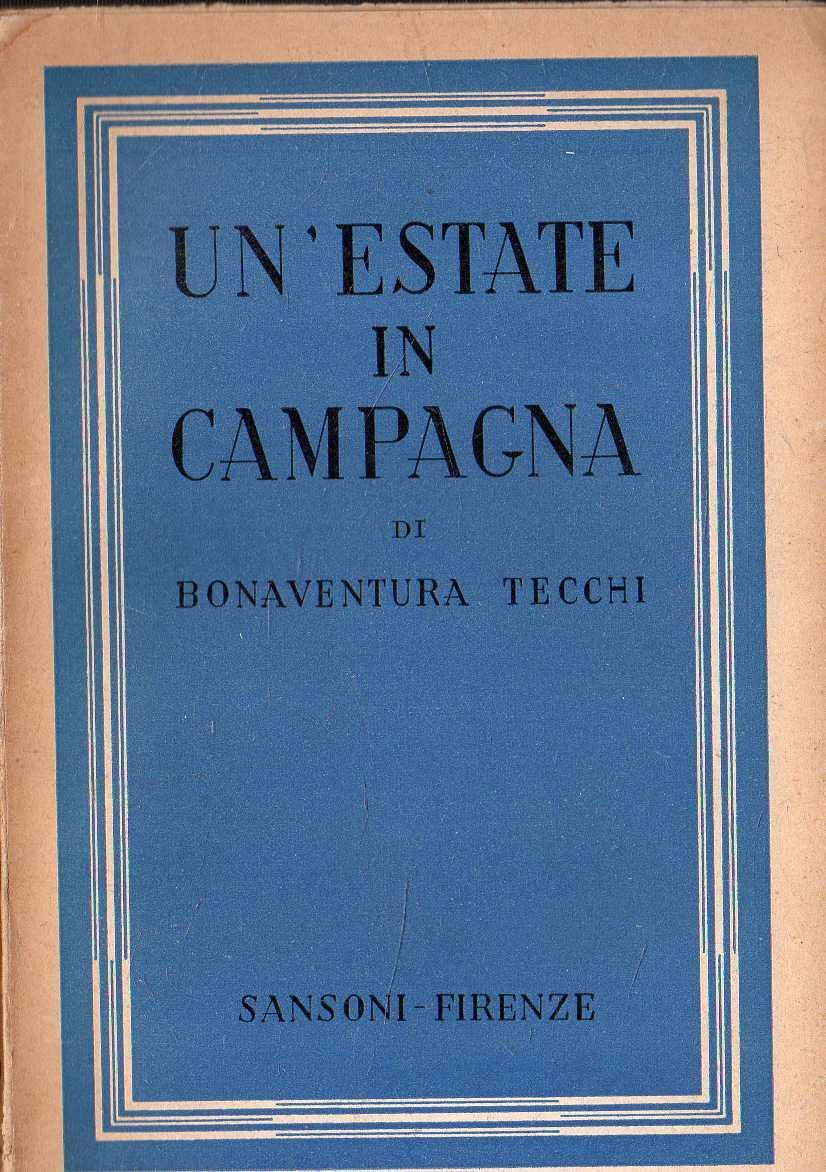 UN'ESTATE
IN
CAMPAGNA
DI
BONAVENTURA TECCHI
SANSONI-FIRENZE